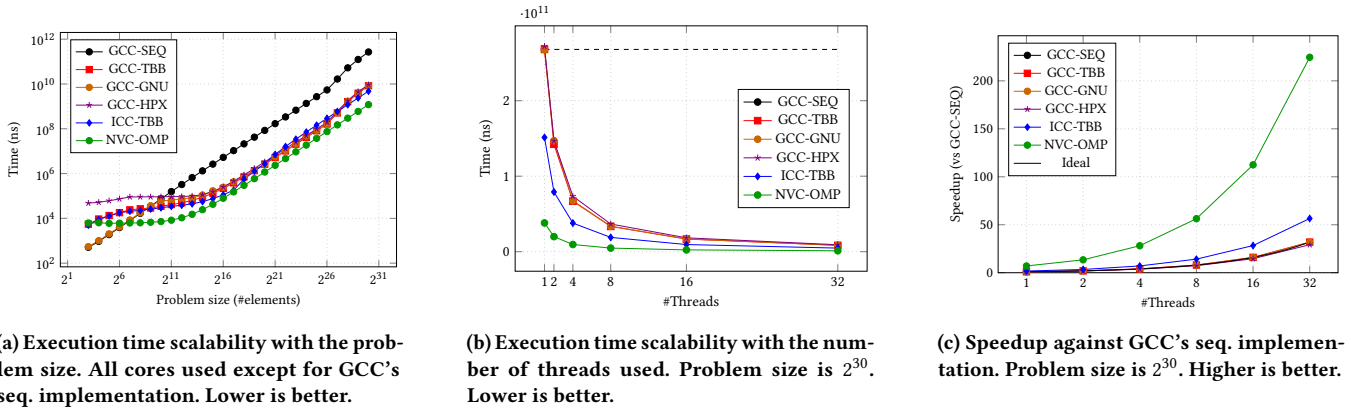 10^12
10^10
10^8
10^6
10^4
10^2
Time (ns)
GCC-SEQ
GCC-TBB
GCC-GNU
GCC-HPX
ICC-TBB
NVC-OMP
2^1 2^6 2^11 2^16 2^21 2^26 2^31
Problem size (#elements)
(a) Execution time scalability with the prob-
lem size. All cores used except for GCC's
seq. implementation. Lower is better.
·10^11
2
1
0
Time (ns)
GCC-SEQ
GCC-TBB
GCC-GNU
GCC-HPX
ICC-TBB
NVC-OMP
1 2 4 8 16 32
#Threads
(b) Execution time scalability with the num-
ber of threads used. Problem size is 2^30.
Lower is better.
200
150
100
50
0
Speedup (vs GCC-SEQ)
GCC-SEQ
GCC-TBB
GCC-GNU
GCC-HPX
ICC-TBB
NVC-OMP
Ideal
1 2 4 8 16 32
#Threads
(c) Speedup against GCC's seq. implemen-
tation. Problem size is 2^30. Higher is better.